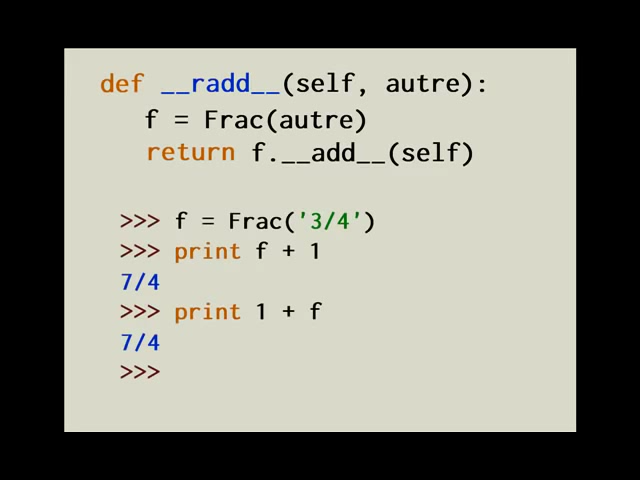 def __radd__(self, autre):
f = Frac(autre)
return f.__add__(self)
>>> f = Frac('3/4')
>>> print f + 1
7/4
>>> print 1 + f
7/4
>>>